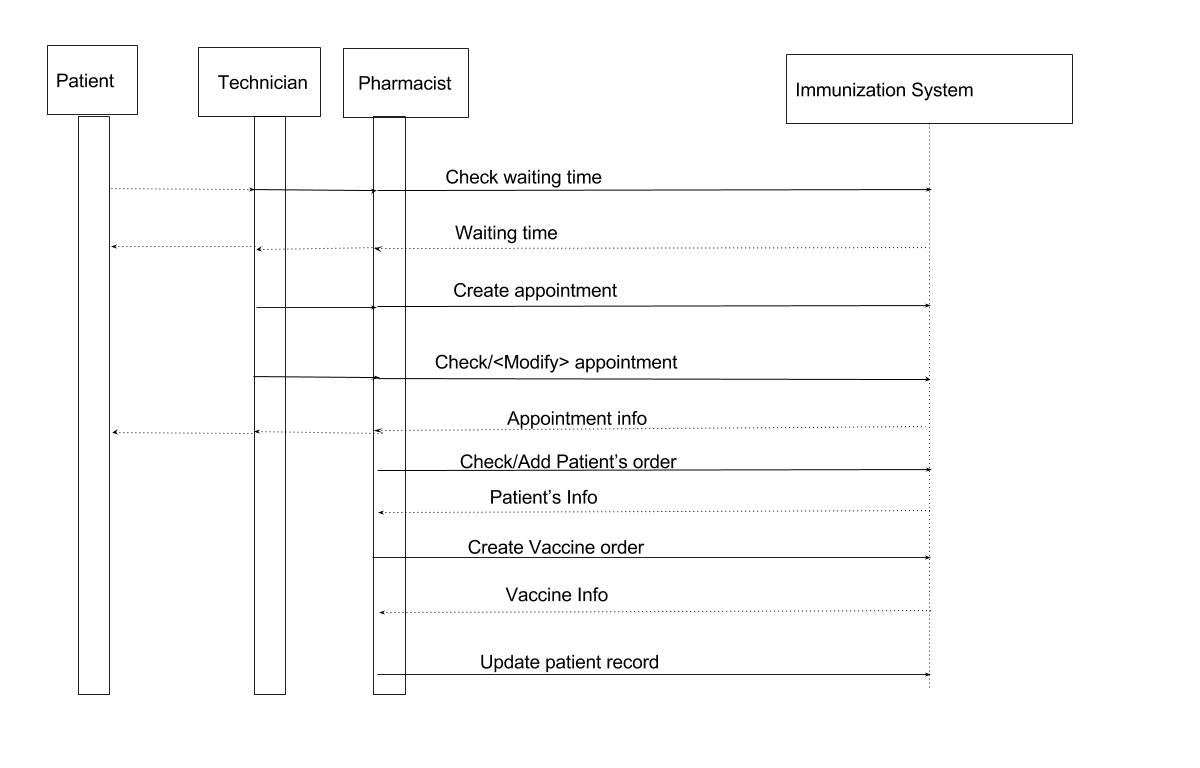 Patient
Technician
Pharmacist
Immunization System
Check waiting time
Waiting time
Create appointment
Check/<Modify> appointment
Appointment info
Check/Add Patient’s order
Patient’s Info
Create Vaccine order
Vaccine Info
Update patient record